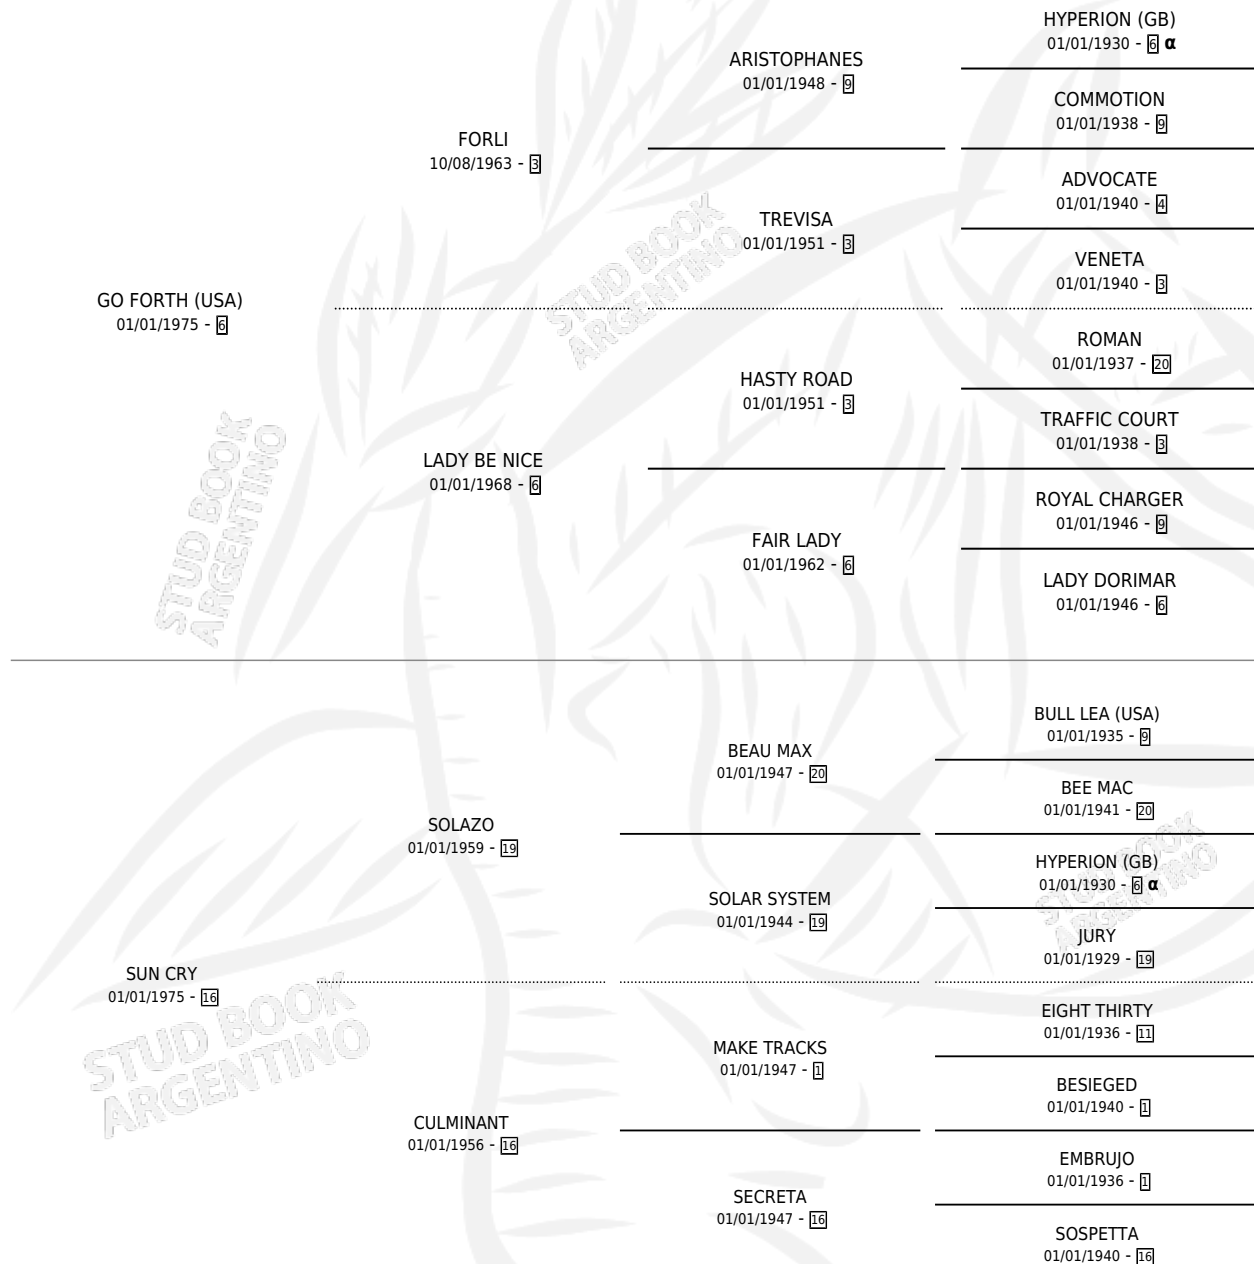 HYPERION (GB)
01/01/1930 - 6 α
ARISTOPHANES
01/01/1948 - 9
COMMOTION
01/01/1938 - 9
FORLI
10/08/1963 - 3
ADVOCATE
01/01/1940 - 4
TREVISA
01/01/1951 - 3
VENETA
01/01/1940 - 3
GO FORTH (USA)
01/01/1975 - 6
ROMAN
01/01/1937 - 20
HASTY ROAD
01/01/1951 - 3
TRAFFIC COURT
01/01/1938 - 3
LADY BE NICE
01/01/1968 - 6
ROYAL CHARGER
01/01/1946 - 9
FAIR LADY
01/01/1962 - 6
LADY DORIMAR
01/01/1946 - 6
BULL LEA (USA)
01/01/1935 - 9
BEAU MAX
01/01/1947 - 20
BEE MAC
01/01/1941 - 20
SOLAZO
01/01/1959 - 19
HYPERION (GB)
01/01/1930 - 6 α
SOLAR SYSTEM
01/01/1944 - 19
JURY
01/01/1929 - 19
SUN CRY
01/01/1975 - 16
EIGHT THIRTY
01/01/1936 - 11
MAKE TRACKS
01/01/1947 - 1
BESIEGED
01/01/1940 - 1
CULMINANT
01/01/1956 - 16
EMBRUJO
01/01/1936 - 1
SECRETA
01/01/1947 - 16
SOSPETTA
01/01/1940 - 16
STUD BOOK
ARGENTINO
STUD BOOK
ARGENTINO
STUD BOOK
ARGENTINO
STUD BOOK
ARGENTINO